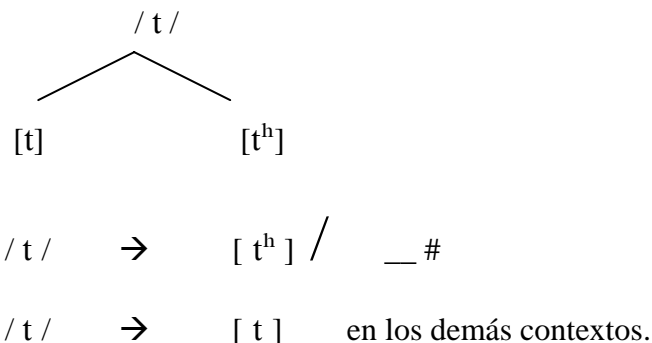 / t /
[t] [tʰ]
/ t / → [ tʰ ] / __ #
/ t / → [ t ] en los demás contextos.